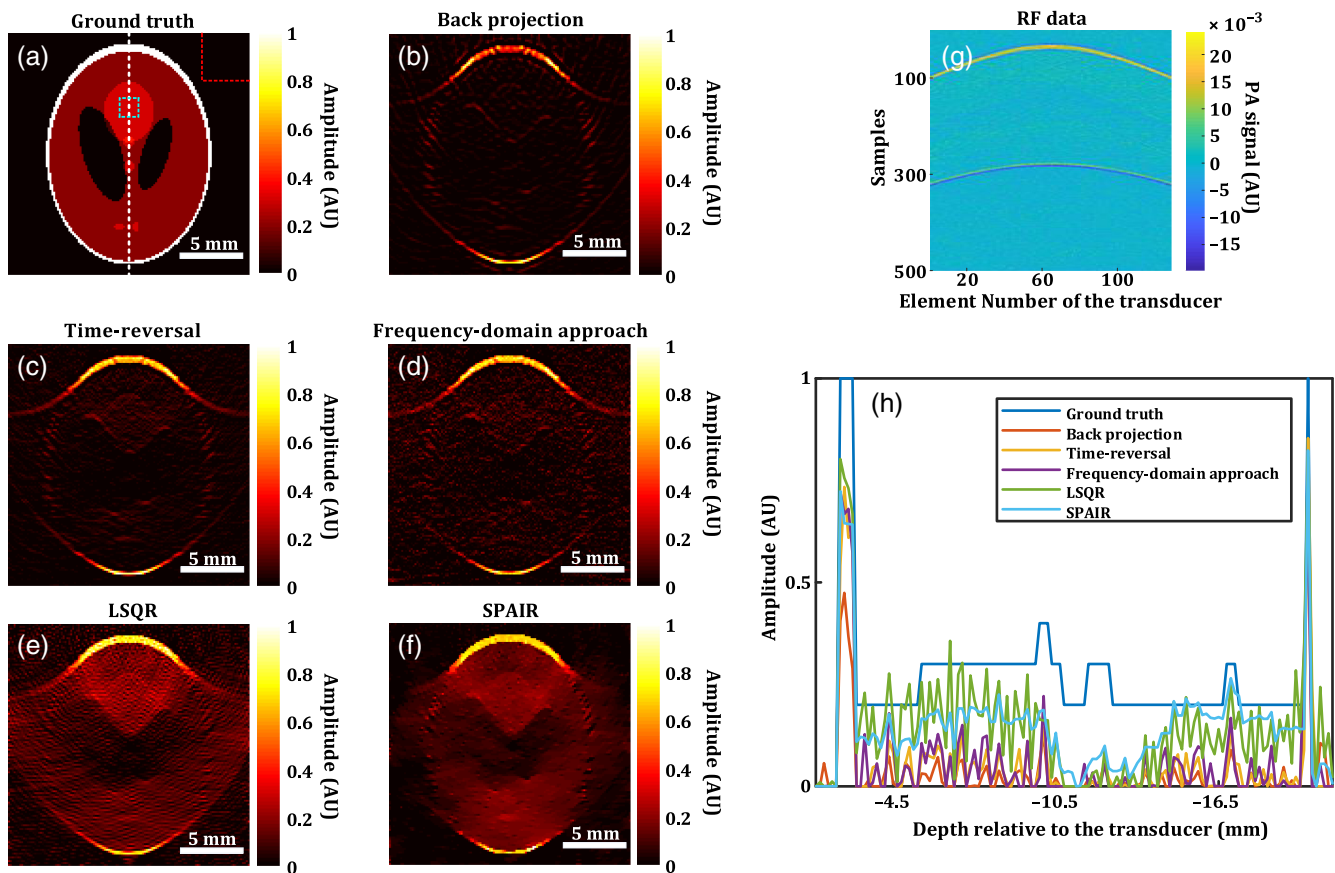 Ground truth
(a)
5 mm
1
0.8
0.6
0.4
0.2
0
Amplitude (AU)
Back projection
(b)
5 mm
1
0.8
0.6
0.4
0.2
0
Amplitude (AU)
RF data
(g)
100
300
500
Samples
20
60
100
Element Number of the transducer
× 10⁻³
20
15
10
5
0
−5
−10
−15
PA signal (AU)
Time-reversal
(c)
5 mm
1
0.8
0.6
0.4
0.2
0
Amplitude (AU)
Frequency-domain approach
(d)
5 mm
1
0.8
0.6
0.4
0.2
0
Amplitude (AU)
LSQR
(e)
5 mm
1
0.8
0.6
0.4
0.2
0
Amplitude (AU)
SPAIR
(f)
5 mm
1
0.8
0.6
0.4
0.2
0
Amplitude (AU)
(h)
1
0.5
0
Amplitude (AU)
Ground truth
Back projection
Time-reversal
Frequency-domain approach
LSQR
SPAIR
−4.5
−10.5
−16.5
Depth relative to the transducer (mm)